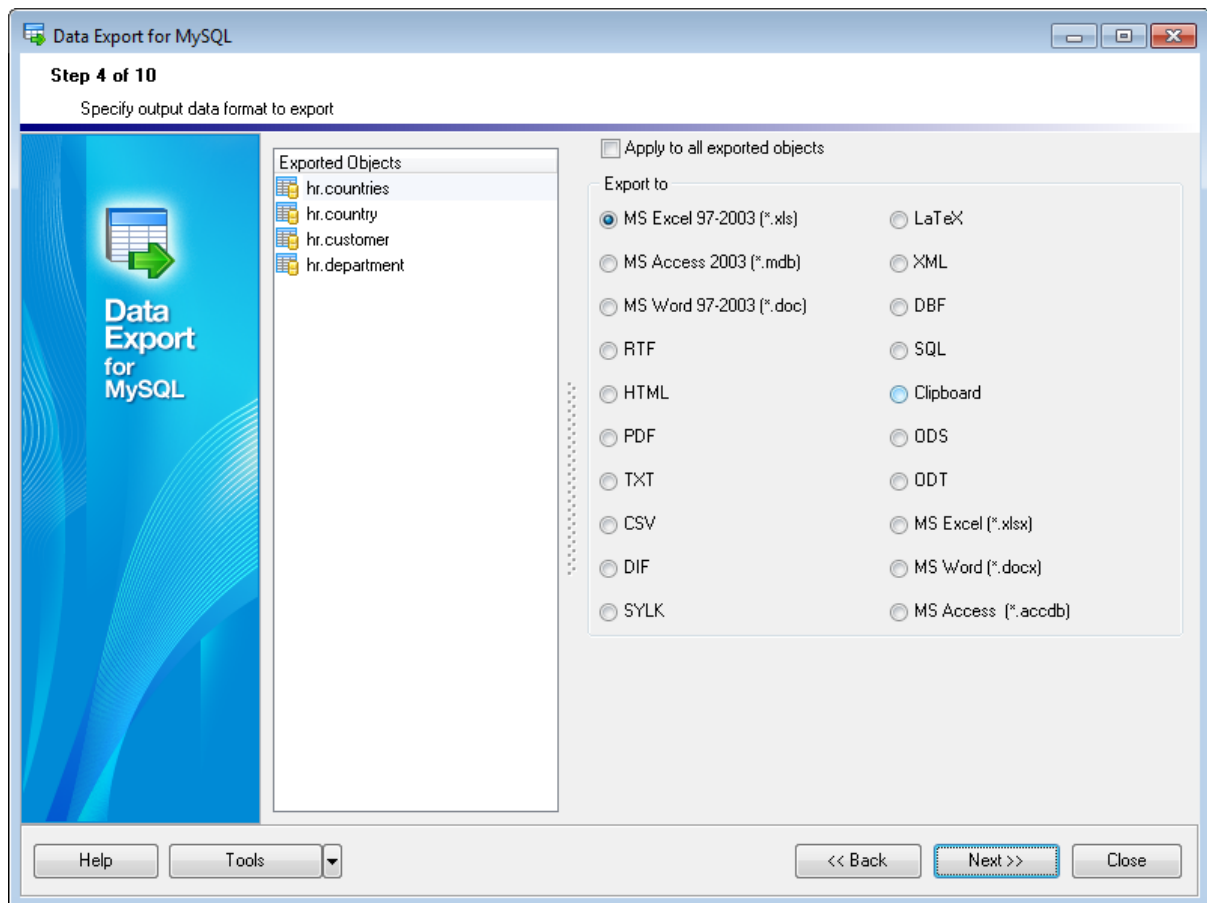 Data Export for MySQL
Step 4 of 10
Specify output data format to export
Data
Export
for
MySQL
Exported Objects
hr.countries
hr.country
hr.customer
hr.department
Apply to all exported objects
Export to
MS Excel 97-2003 (*.xls)
MS Access 2003 (*.mdb)
MS Word 97-2003 (*.doc)
RTF
HTML
PDF
TXT
CSV
DIF
SYLK
LaTeX
XML
DBF
SQL
Clipboard
ODS
ODT
MS Excel (*.xlsx)
MS Word (*.docx)
MS Access (*.accdb)
Help
Tools
<< Back
Next >>
Close